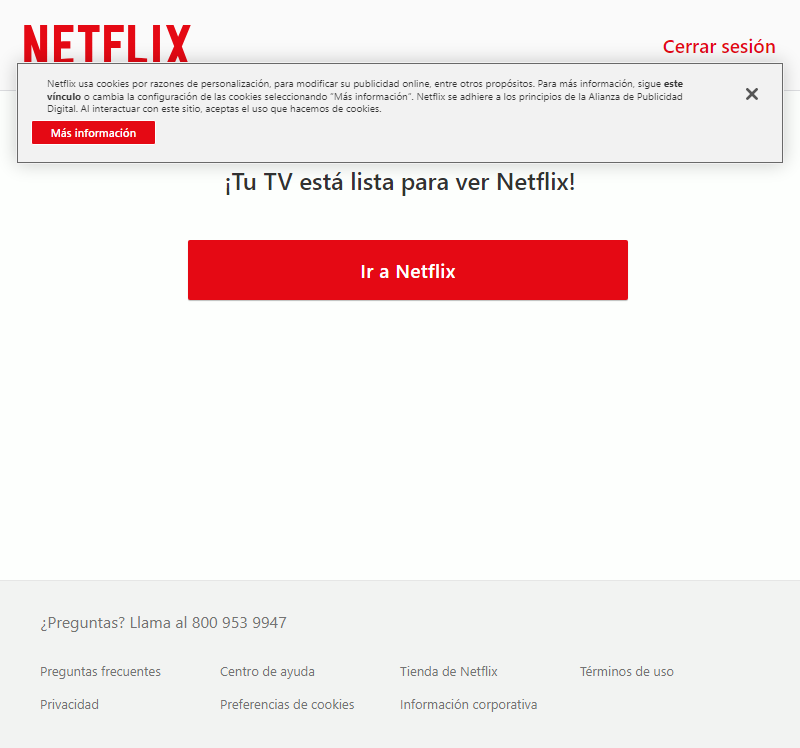 NETFLIX
Cerrar sesión
Netflix usa cookies por razones de personalización, para modificar su publicidad online, entre otros propósitos. Para más información, sigue este
vínculo o cambia la configuración de las cookies seleccionando "Más información". Netflix se adhiere a los principios de la Alianza de Publicidad
Digital. Al interactuar con este sitio, aceptas el uso que hacemos de cookies.
Más información
¡Tu TV está lista para ver Netflix!
Ir a Netflix
¿Preguntas? Llama al 800 953 9947
Preguntas frecuentes
Centro de ayuda
Tienda de Netflix
Términos de uso
Privacidad
Preferencias de cookies
Información corporativa